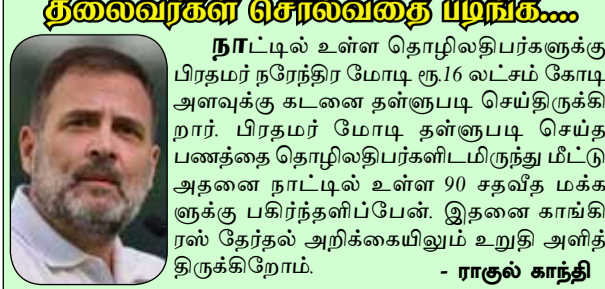 தலைவர்கள் சொல்வதை படிங்க....
நாட்டில் உள்ள தொழிலதிபர்களுக்கு
பிரதமர் நரேந்திர மோடி ரூ.16 லட்சம் கோடி
அளவுக்கு கடனை தள்ளுபடி செய்திருக்கி
றார். பிரதமர் மோடி தள்ளுபடி செய்த
பணத்தை தொழிலதிபர்களிடமிருந்து மீட்டு
அதனை நாட்டில் உள்ள 90 சதவீத மக்க
ளுக்கு பகிர்ந்தளிப்பேன். இதனை காங்கி
ரஸ் தேர்தல் அறிக்கையிலும் உறுதி அளித்
திருக்கிறோம்.
- ராகுல் காந்தி